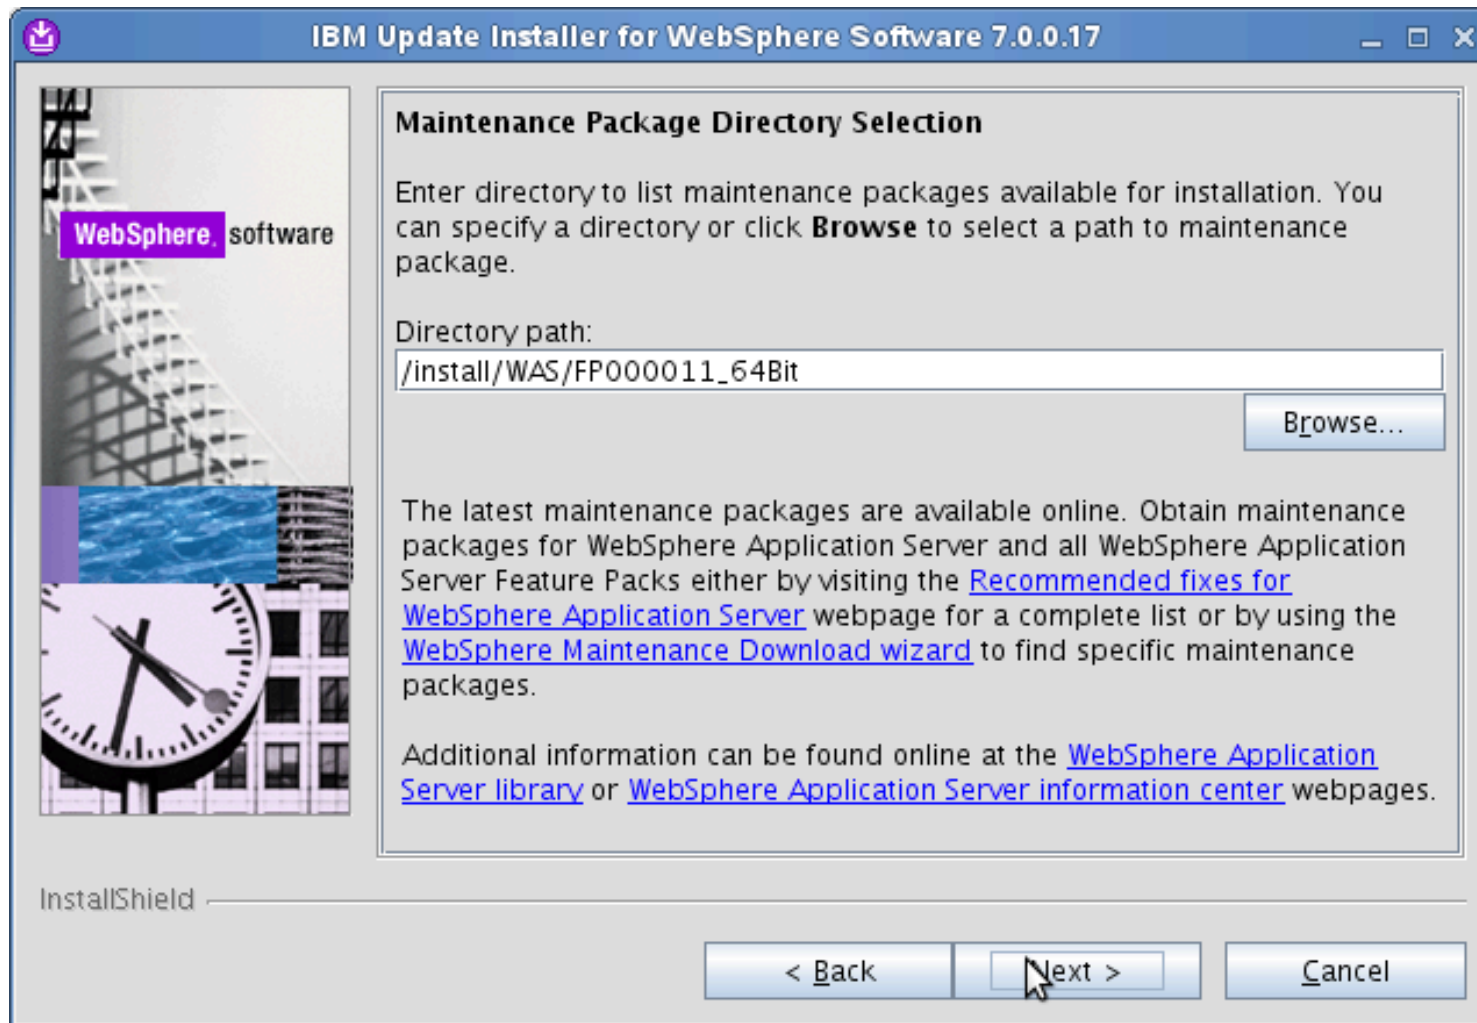 IBM Update Installer for WebSphere Software 7.0.0.17
WebSphere. software
Maintenance Package Directory Selection
Enter directory to list maintenance packages available for installation. You
can specify a directory or click Browse to select a path to maintenance
package.
Directory path:
/install/WAS/FP000011_64Bit
Browse...
The latest maintenance packages are available online. Obtain maintenance
packages for WebSphere Application Server and all WebSphere Application
Server Feature Packs either by visiting the Recommended fixes for
WebSphere Application Server webpage for a complete list or by using the
WebSphere Maintenance Download wizard to find specific maintenance
packages.
Additional information can be found online at the WebSphere Application
Server library or WebSphere Application Server information center webpages.
InstallShield
< Back
Next >
Cancel